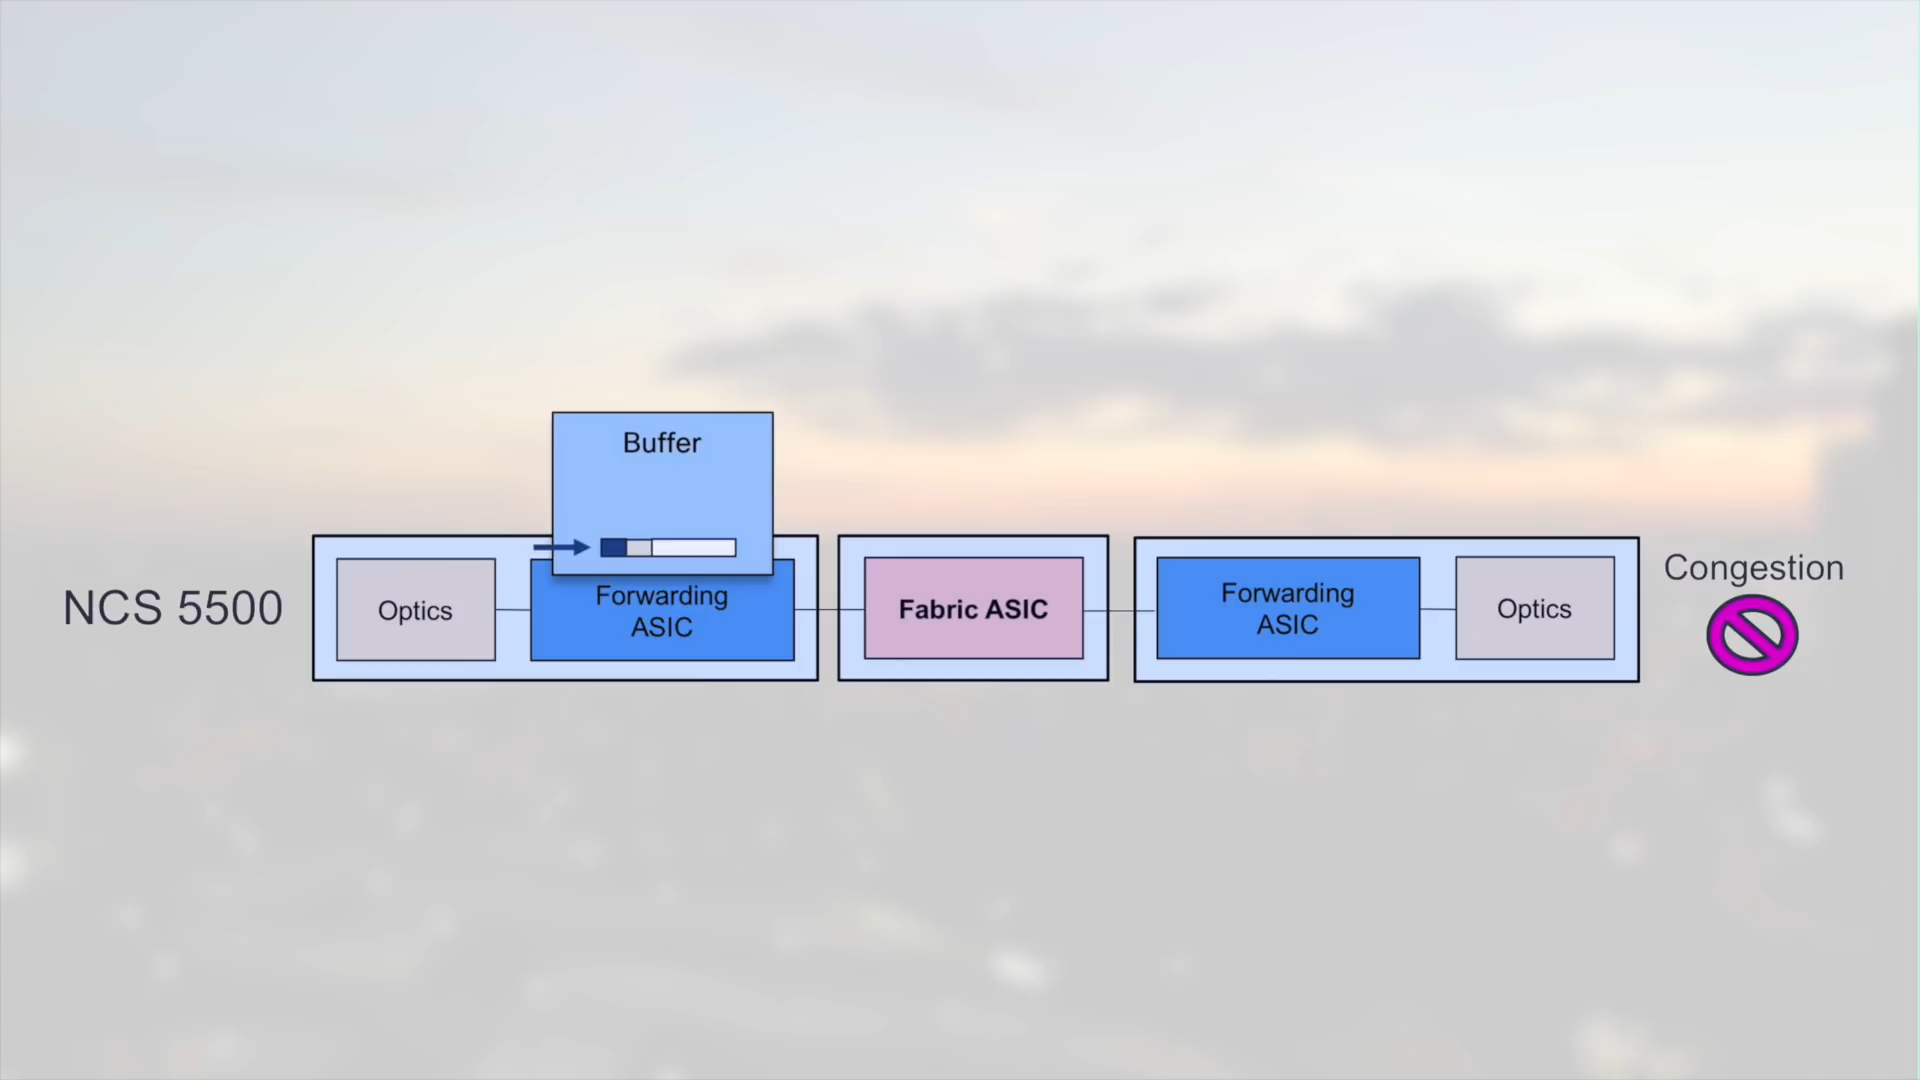 Buffer
NCS 5500
Optics
Forwarding
ASIC
Fabric ASIC
Forwarding
ASIC
Optics
Congestion